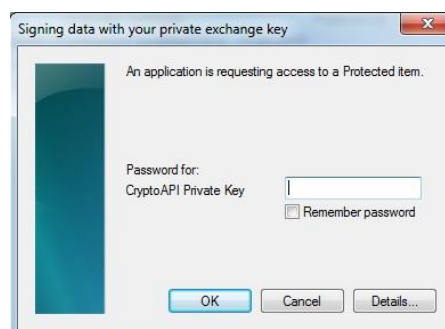 Signing data with your private exchange key
An application is requesting access to a Protected item.
Password for:
CryptoAPI Private Key
Remember password
OK
Cancel
Details...